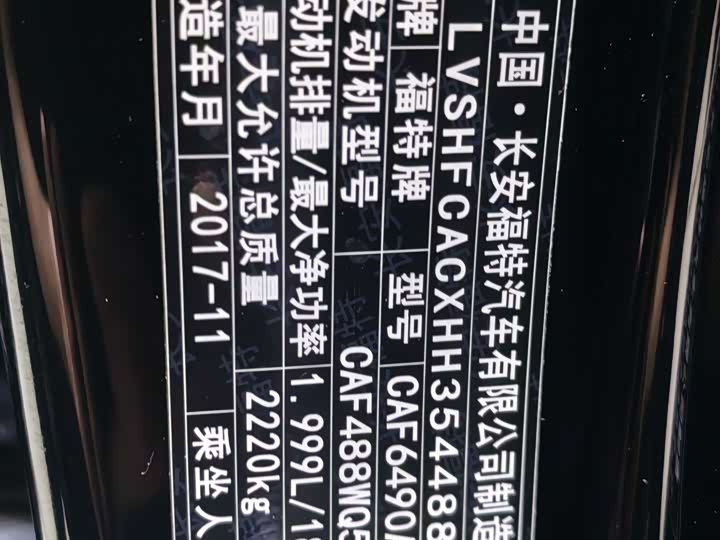 中国·长安福特汽车有限公司制造
LVSHFCACXHH354488
牌 福特牌 型号 CAF6490A
发动机型号 CAF488WQ5
动机排量/最大净功率 1.999L/18
最大允许总质量 2220kg
造年月 2017-11 乘坐人